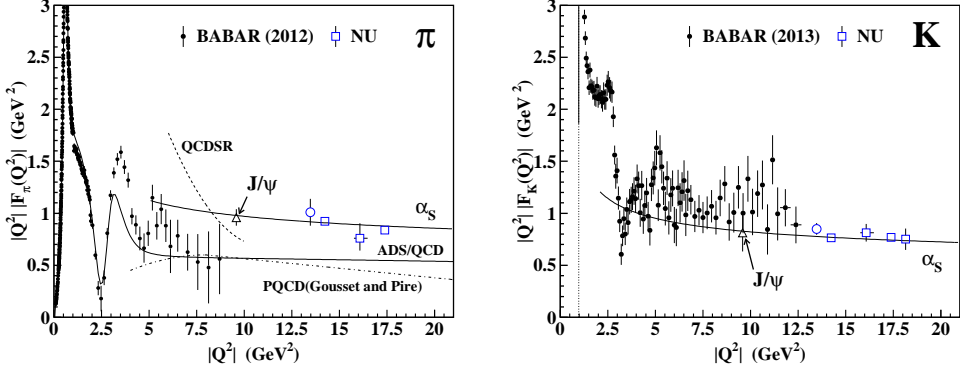 BABAR (2012) NU π
QCDSR
J/ψ
α_S
ADS/QCD
PQCD(Gousset and Pire)
|Q²| |F_π(Q²)| (GeV²)
3
2.5
2
1.5
1
0.5
0
0 2.5 5 7.5 10 12.5 15 17.5 20
|Q²| (GeV²)
BABAR (2013) NU K
J/ψ
α_S
|Q²| |F_K(Q²)| (GeV²)
3
2.5
2
1.5
1
0.5
0
0 2.5 5 7.5 10 12.5 15 17.5 20
|Q²| (GeV²)